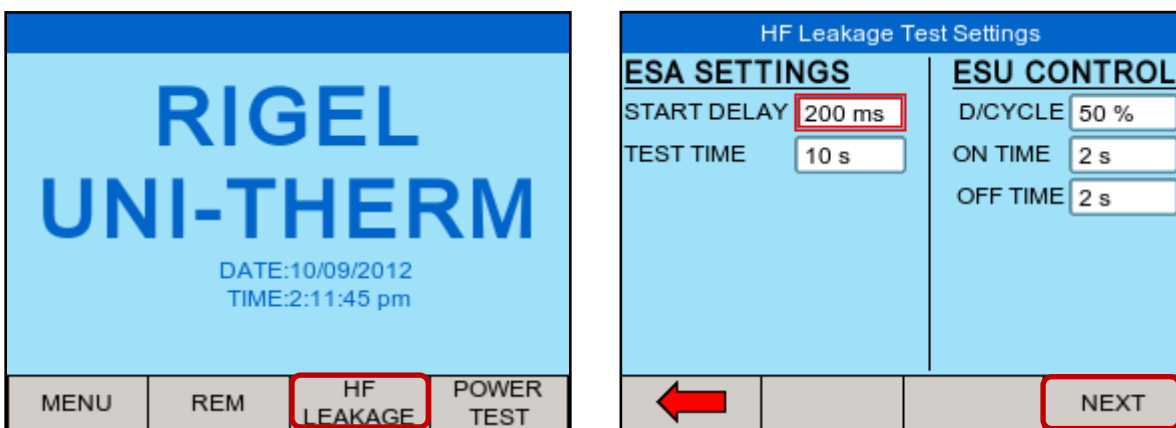 RIGEL
UNI-THERM
DATE:10/09/2012
TIME:2:11:45 pm
MENU
REM
HF
LEAKAGE
POWER
TEST
HF Leakage Test Settings
ESA SETTINGS
START DELAY 200 ms
TEST TIME 10 s
ESU CONTROL
D/CYCLE 50 %
ON TIME 2 s
OFF TIME 2 s
NEXT